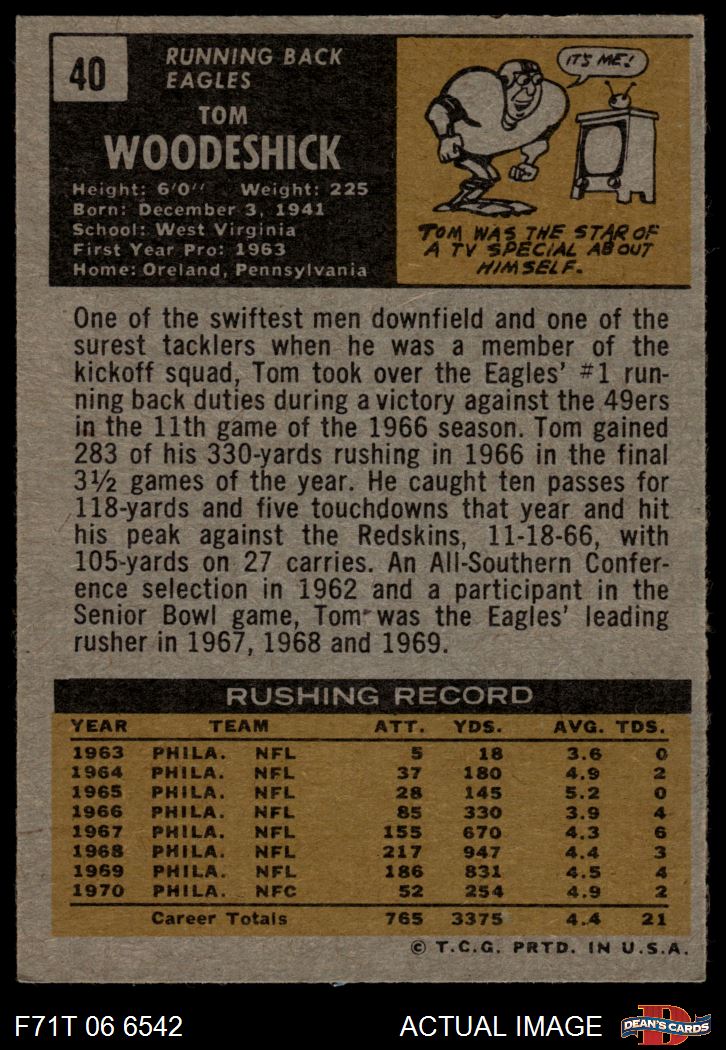 40
RUNNING BACK
EAGLES
TOM
WOODESHICK
Height: 6'0" Weight: 225
Born: December 3, 1941
School: West Virginia
First Year Pro: 1963
Home: Oreland, Pennsylvania
IT'S ME!
TOM WAS THE STAR OF
A TV SPECIAL ABOUT
HIMSELF.
One of the swiftest men downfield and one of the
surest tacklers when he was a member of the
kickoff squad, Tom took over the Eagles' #1 run-
ning back duties during a victory against the 49ers
in the 11th game of the 1966 season. Tom gained
283 of his 330-yards rushing in 1966 in the final
3½ games of the year. He caught ten passes for
118-yards and five touchdowns that year and hit
his peak against the Redskins, 11-18-66, with
105-yards on 27 carries. An All-Southern Confer-
ence selection in 1962 and a participant in the
Senior Bowl game, Tom was the Eagles' leading
rusher in 1967, 1968 and 1969.
RUSHING RECORD
YEAR TEAM ATT. YDS. AVG. TDS.
1963 PHILA. NFL 5 18 3.6 0
1964 PHILA. NFL 37 180 4.9 2
1965 PHILA. NFL 28 145 5.2 0
1966 PHILA. NFL 85 330 3.9 4
1967 PHILA. NFL 155 670 4.3 6
1968 PHILA. NFL 217 947 4.4 3
1969 PHILA. NFL 186 831 4.5 4
1970 PHILA. NFC 52 254 4.9 2
Career Totals 765 3375 4.4 21
© T.C.G. PRTD. IN U.S.A.
F71T 06 6542 ACTUAL IMAGE D DEAN'S CARDS